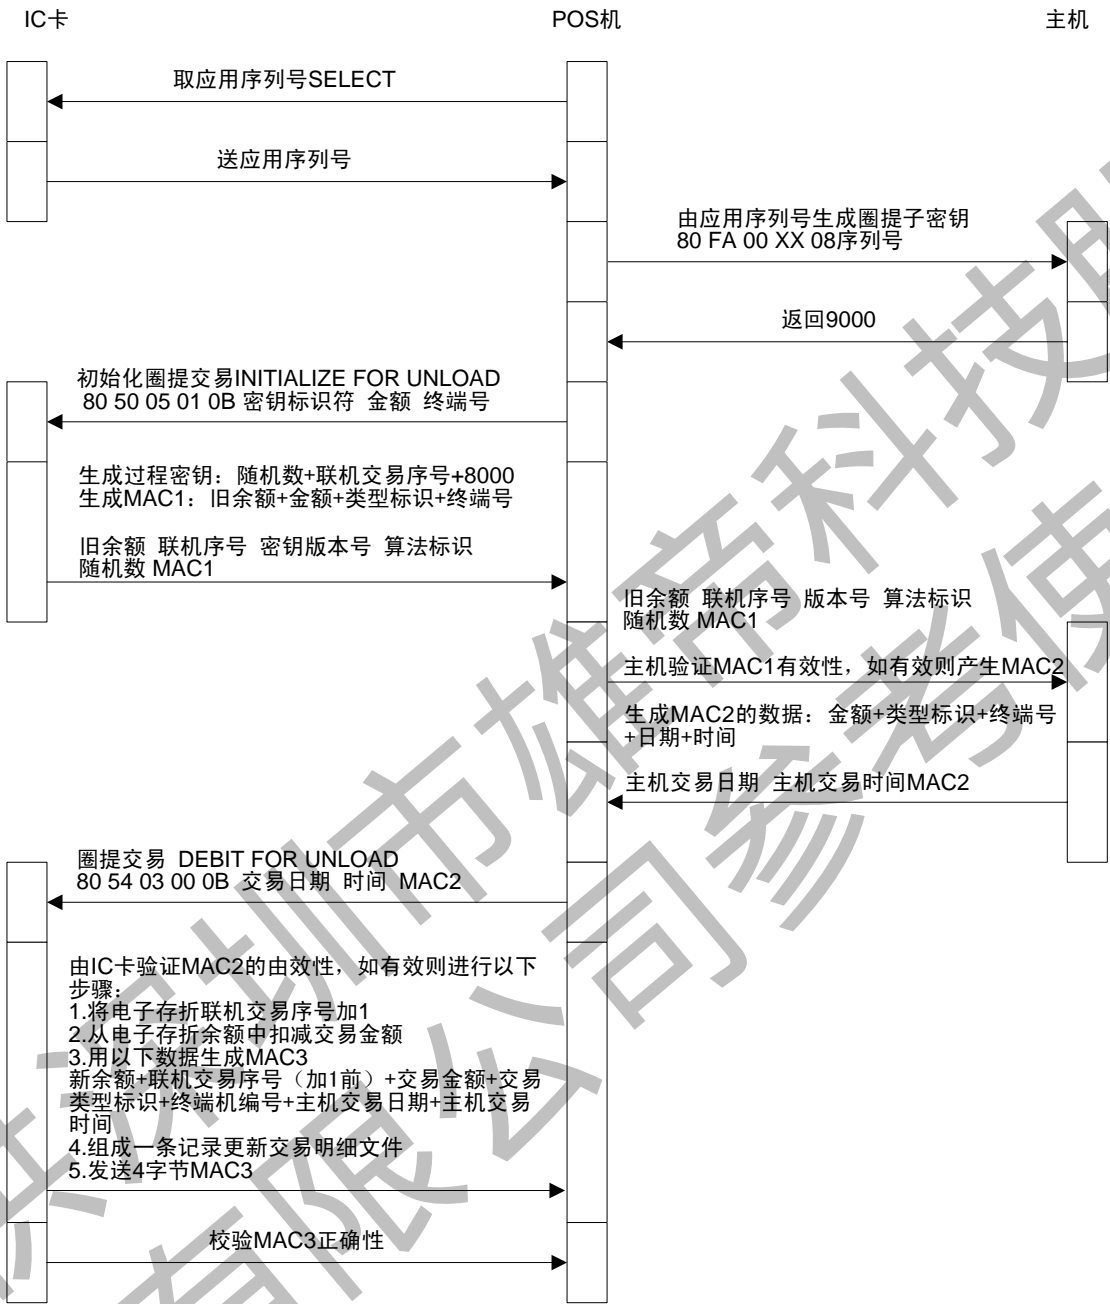 IC卡
POS机
主机
取应用序列号SELECT
送应用序列号
由应用序列号生成圈提子密钥
80 FA 00 XX 08序列号
返回9000
初始化圈提交易INITIALIZE FOR UNLOAD
80 50 05 01 0B 密钥标识符 金额 终端号
生成过程密钥：随机数+联机交易序号+8000
生成MAC1：旧余额+金额+类型标识+终端号
旧余额 联机序号 密钥版本号 算法标识
随机数 MAC1
旧余额 联机序号 版本号 算法标识
随机数 MAC1
主机验证MAC1有效性，如有效则产生MAC2
生成MAC2的数据：金额+类型标识+终端号
+日期+时间
主机交易日期 主机交易时间MAC2
圈提交易 DEBIT FOR UNLOAD
80 54 03 00 0B 交易日期 时间 MAC2
由IC卡验证MAC2的由效性，如有效则进行以下
步骤：
1.将电子存折联机交易序号加1
2.从电子存折余额中扣减交易金额
3.用以下数据生成MAC3
新余额+联机交易序号（加1前）+交易金额+交易
类型标识+终端机编号+主机交易日期+主机交易
时间
4.组成一条记录更新交易明细文件
5.发送4字节MAC3
校验MAC3正确性
供深圳市雄帝科技
有限公司参考使